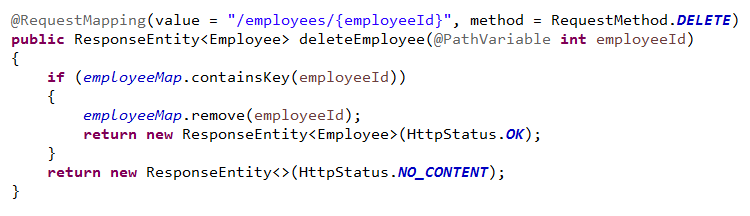 @RequestMapping(value = "/employees/{employeeId}", method = RequestMethod.DELETE)
public ResponseEntity<Employee> deleteEmployee(@PathVariable int employeeId)
{
    if (employeeMap.containsKey(employeeId))
    {
        employeeMap.remove(employeeId);
        return new ResponseEntity<Employee>(HttpStatus.OK);
    }
    return new ResponseEntity<>(HttpStatus.NO_CONTENT);
}